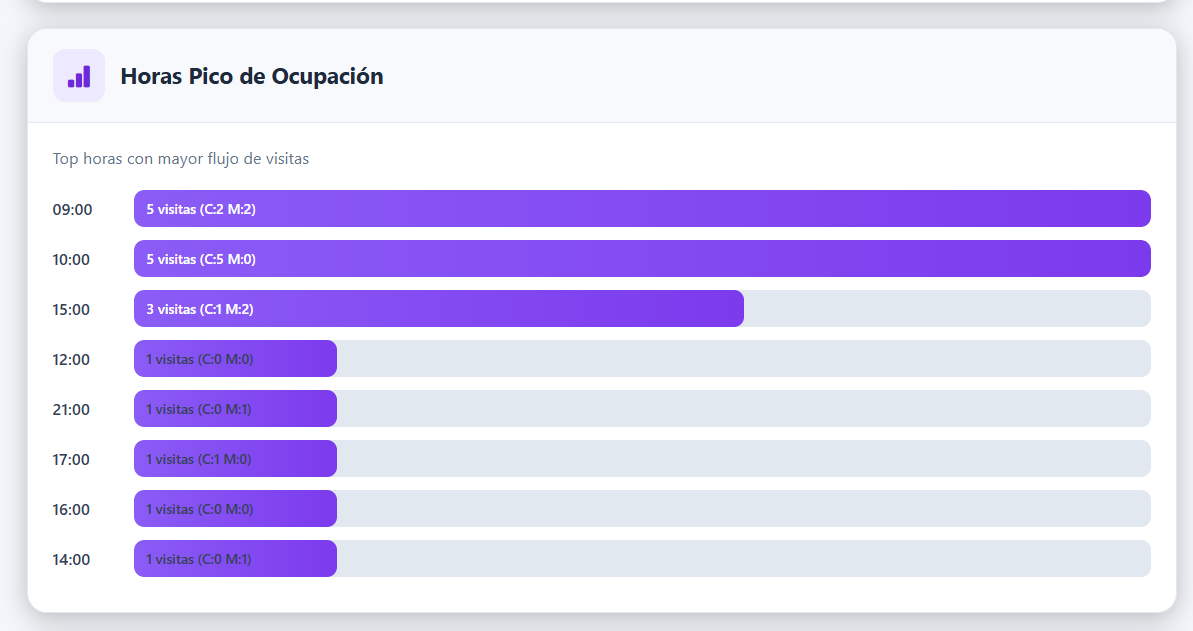 Horas Pico de Ocupación
Top horas con mayor flujo de visitas
09:00 5 visitas (C:2 M:2)
10:00 5 visitas (C:5 M:0)
15:00 3 visitas (C:1 M:2)
12:00 1 visitas (C:0 M:0)
21:00 1 visitas (C:0 M:1)
17:00 1 visitas (C:1 M:0)
16:00 1 visitas (C:0 M:0)
14:00 1 visitas (C:0 M:1)